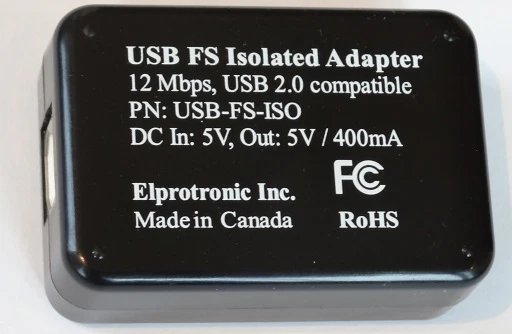 USB FS Isolated Adapter
12 Mbps, USB 2.0 compatible
PN: USB-FS-ISO
DC In: 5V, Out: 5V / 400mA
Elprotronic Inc. FC
Made in Canada RoHS